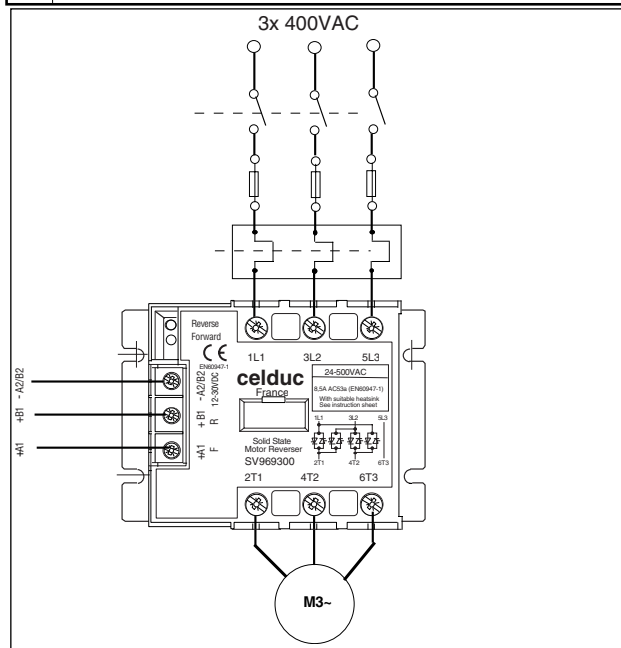 3x 400VAC
Reverse
Forward
CE
EN60947-1
1L1 3L2 5L3
celduc
France
24-500VAC
8,5A AC53a (EN60947-1)
With suitable heatsink
See instruction sheet
1L1 3L2 5L3
2T1 4T2 6T3
Solid State
Motor Reverser
SV969300
2T1 4T2 6T3
- A2/B2
+B1
+A1
-A2/B2
12-30VDC
+ B1 R
+A1 F
M3~